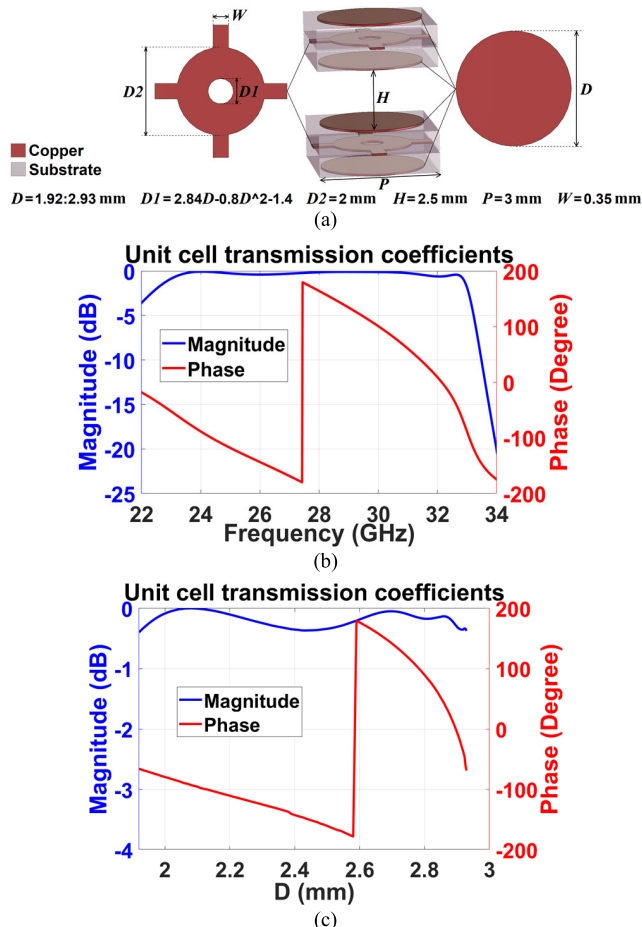 W
D2
D1
H
D
P
Copper
Substrate
D=1.92:2.93 mm D1=2.84D-0.8D^2-1.4 D2=2 mm H=2.5 mm P=3 mm W=0.35 mm
(a)
Unit cell transmission coefficients
Magnitude (dB)
0
-5
-10
-15
-20
-25
Magnitude
Phase
200
100
0
-100
-200
Phase (Degree)
22 24 26 28 30 32 34
Frequency (GHz)
(b)
Unit cell transmission coefficients
Magnitude (dB)
0
-1
-2
-3
-4
Magnitude
Phase
200
100
0
-100
-200
Phase (Degree)
2 2.2 2.4 2.6 2.8 3
D (mm)
(c)